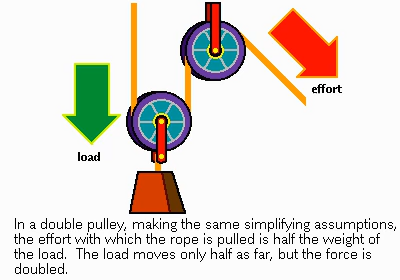 effort
load
In a double pulley, making the same simplifying assumptions,
the effort with which the rope is pulled is half the weight of
the load.  The load moves only half as far, but the force is
doubled.